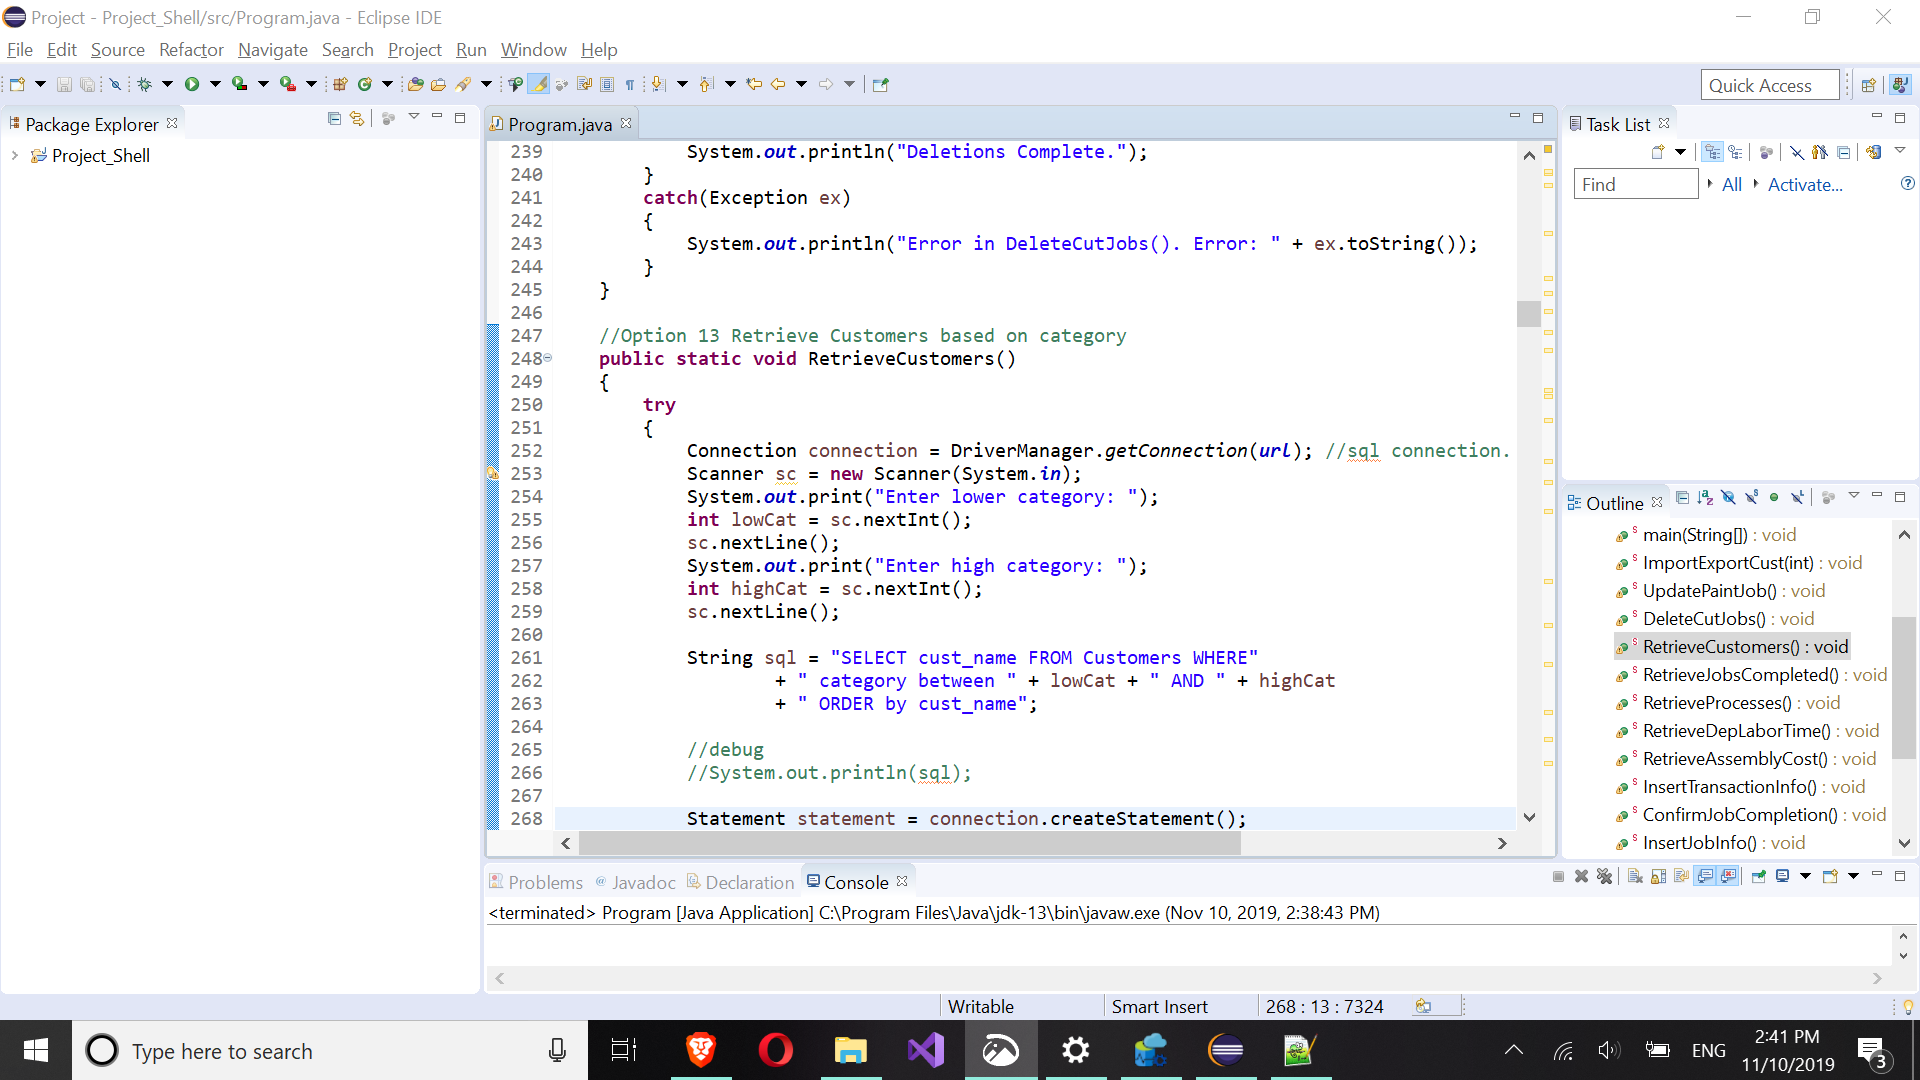 Project - Project_Shell/src/Program.java - Eclipse IDE
File Edit Source Refactor Navigate Search Project Run Window Help
Quick Access
Package Explorer
Project_Shell
Program.java
239 System.out.println("Deletions Complete.");
240 }
241 catch(Exception ex)
242 {
243 System.out.println("Error in DeleteCutJobs(). Error: " + ex.toString());
244 }
245 }
246
247 //Option 13 Retrieve Customers based on category
248 public static void RetrieveCustomers()
249 {
250 try
251 {
252 Connection connection = DriverManager.getConnection(url); //sql connection.
253 Scanner sc = new Scanner(System.in);
254 System.out.print("Enter lower category: ");
255 int lowCat = sc.nextInt();
256 sc.nextLine();
257 System.out.print("Enter high category: ");
258 int highCat = sc.nextInt();
259 sc.nextLine();
260
261 String sql = "SELECT cust_name FROM Customers WHERE"
262 + " category between " + lowCat + " AND " + highCat
263 + " ORDER by cust_name";
264
265 //debug
266 //System.out.println(sql);
267
268 Statement statement = connection.createStatement();
Task List
Find All Activate...
Outline
main(String[]) : void
ImportExportCust(int) : void
UpdatePaintJob() : void
DeleteCutJobs() : void
RetrieveCustomers() : void
RetrieveJobsCompleted() : void
RetrieveProcesses() : void
RetrieveDepLaborTime() : void
RetrieveAssemblyCost() : void
InsertTransactionInfo() : void
ConfirmJobCompletion() : void
InsertJobInfo() : void
Problems @ Javadoc Declaration Console
<terminated> Program [Java Application] C:\Program Files\Java\jdk-13\bin\javaw.exe (Nov 10, 2019, 2:38:43 PM)
Writable Smart Insert 268 : 13 : 7324
Type here to search
ENG
2:41 PM
11/10/2019
3